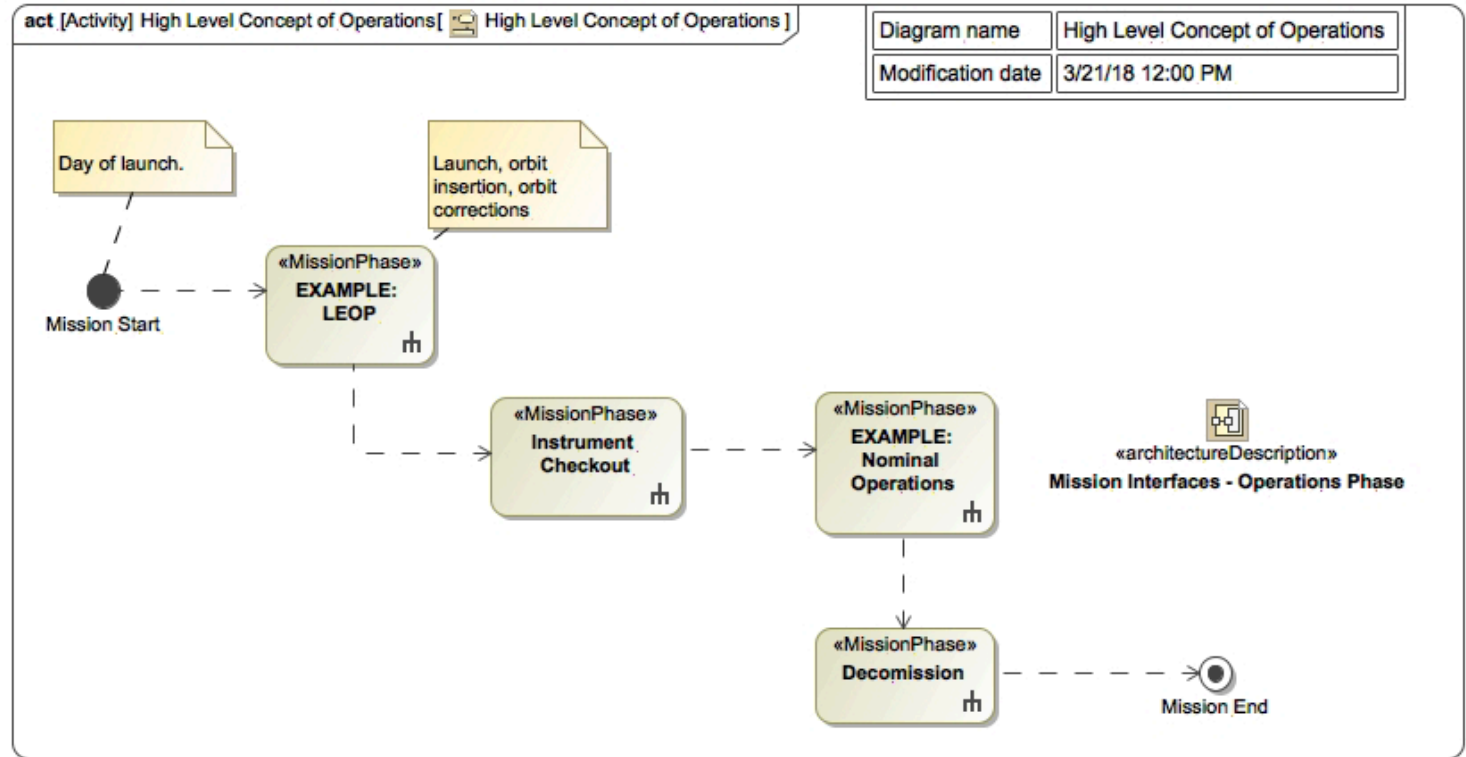 act [Activity] High Level Concept of Operations[ High Level Concept of Operations ]
Diagram name High Level Concept of Operations
Modification date 3/21/18 12:00 PM
Day of launch.
Launch, orbit
insertion, orbit
corrections
Mission Start
«MissionPhase»
EXAMPLE:
LEOP
«MissionPhase»
Instrument
Checkout
«MissionPhase»
EXAMPLE:
Nominal
Operations
«architectureDescription»
Mission Interfaces - Operations Phase
«MissionPhase»
Decomission
Mission End